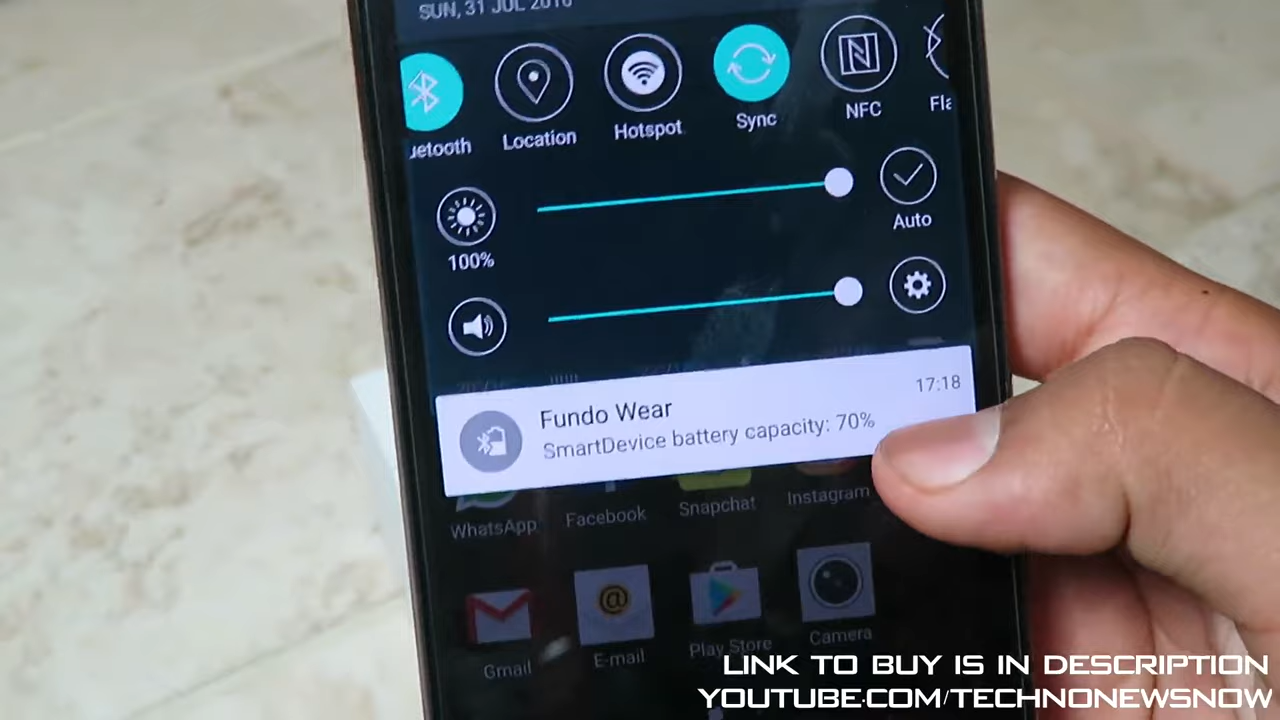 SUN, 31 JUL 2016
uetooth
Location
Hotspot
Sync
NFC
Fla
100%
Auto
Fundo Wear
17:18
SmartDevice battery capacity: 70%
WhatsApp
Facebook
Snapchat
Instagram
Gmail
E-mail
Play Store
Camera
LINK TO BUY IS IN DESCRIPTION
YOUTUBE.COM/TECHNONEWSNOW